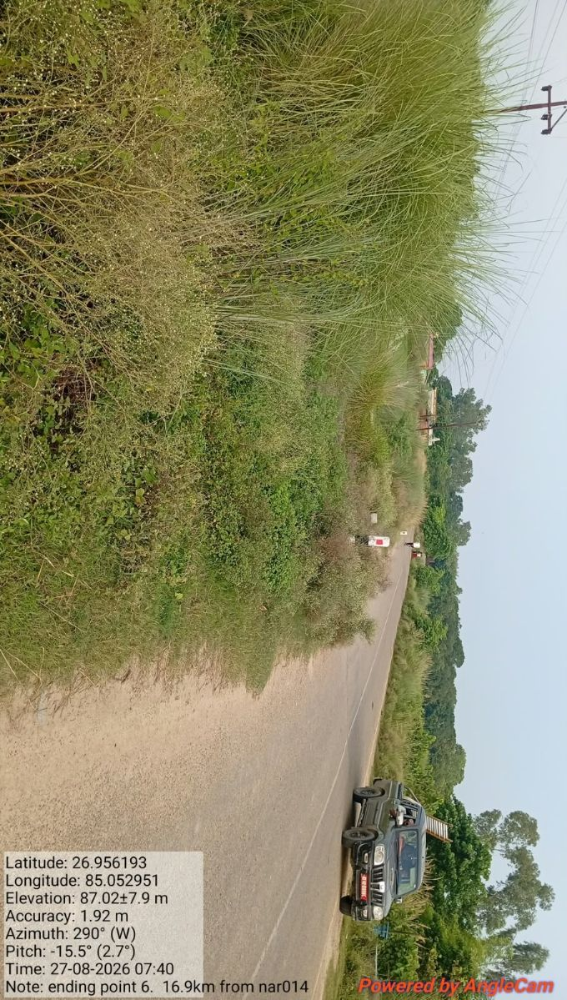 Latitude: 26.956193
Longitude: 85.052951
Elevation: 87.02±7.9 m
Accuracy: 1.92 m
Azimuth: 290° (W)
Pitch: -15.5° (2.7°)
Time: 27-08-2026 07:40
Note: ending point 6.  16.9km from nar014
Powered by AngleCam